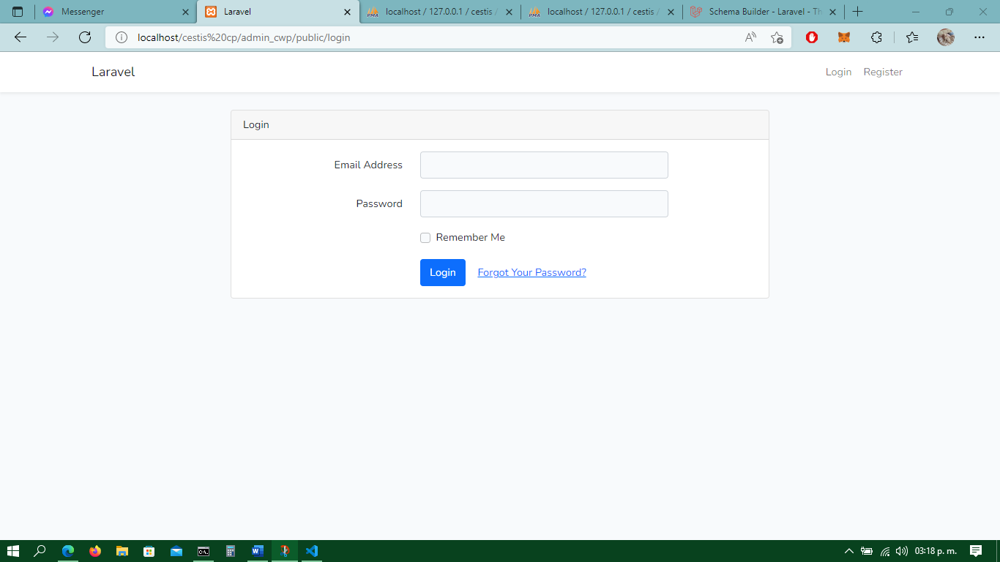 Messenger
Laravel
localhost / 127.0.0.1 / cestis /
localhost / 127.0.0.1 / cestis /
Schema Builder - Laravel - Th
localhost/cestis%20cp/admin_cwp/public/login
Laravel
Login
Register
Login
Email Address
Password
Remember Me
Login
Forgot Your Password?
03:18 p. m.